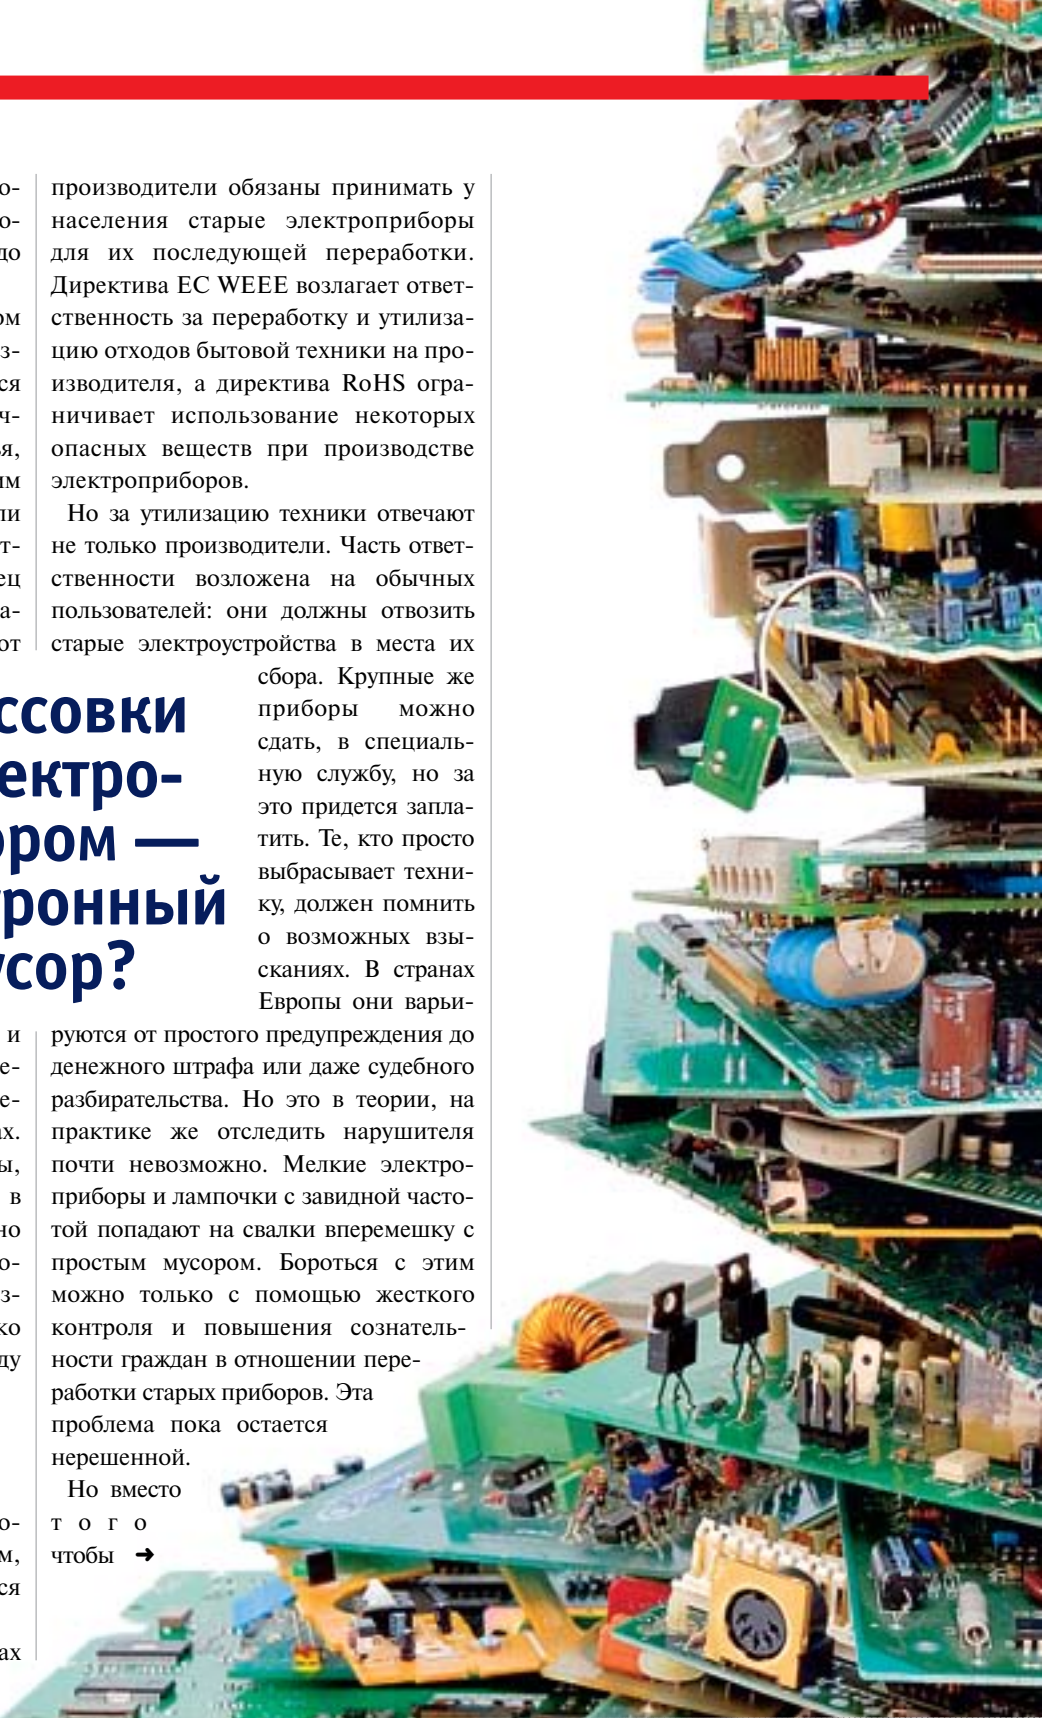 производители обязаны принимать у
населения старые электроприборы
для их последующей переработки.
Директива ЕС WEEE возлагает ответ-
ственность за переработку и утилиза-
цию отходов бытовой техники на про-
изводителя, а директива RoHS огра-
ничивает использование некоторых
опасных веществ при производстве
электроприборов.
Но за утилизацию техники отвечают
не только производители. Часть ответ-
ственности возложена на обычных
пользователей: они должны отвозить
старые электроустройства в места их
сбора. Крупные же
приборы можно
сдать, в специаль-
ную службу, но за
это придется запла-
тить. Те, кто просто
выбрасывает техни-
ку, должен помнить
о возможных взы-
сканиях. В странах
Европы они варьи-
руются от простого предупреждения до
денежного штрафа или даже судебного
разбирательства. Но это в теории, на
практике же отследить нарушителя
почти невозможно. Мелкие электро-
приборы и лампочки с завидной часто-
той попадают на свалки вперемешку с
простым мусором. Бороться с этим
можно только с помощью жесткого
контроля и повышения сознатель-
ности граждан в отношении пере-
работки старых приборов. Эта
проблема пока остается
нерешенной.
Но вместо
того
чтобы ➜